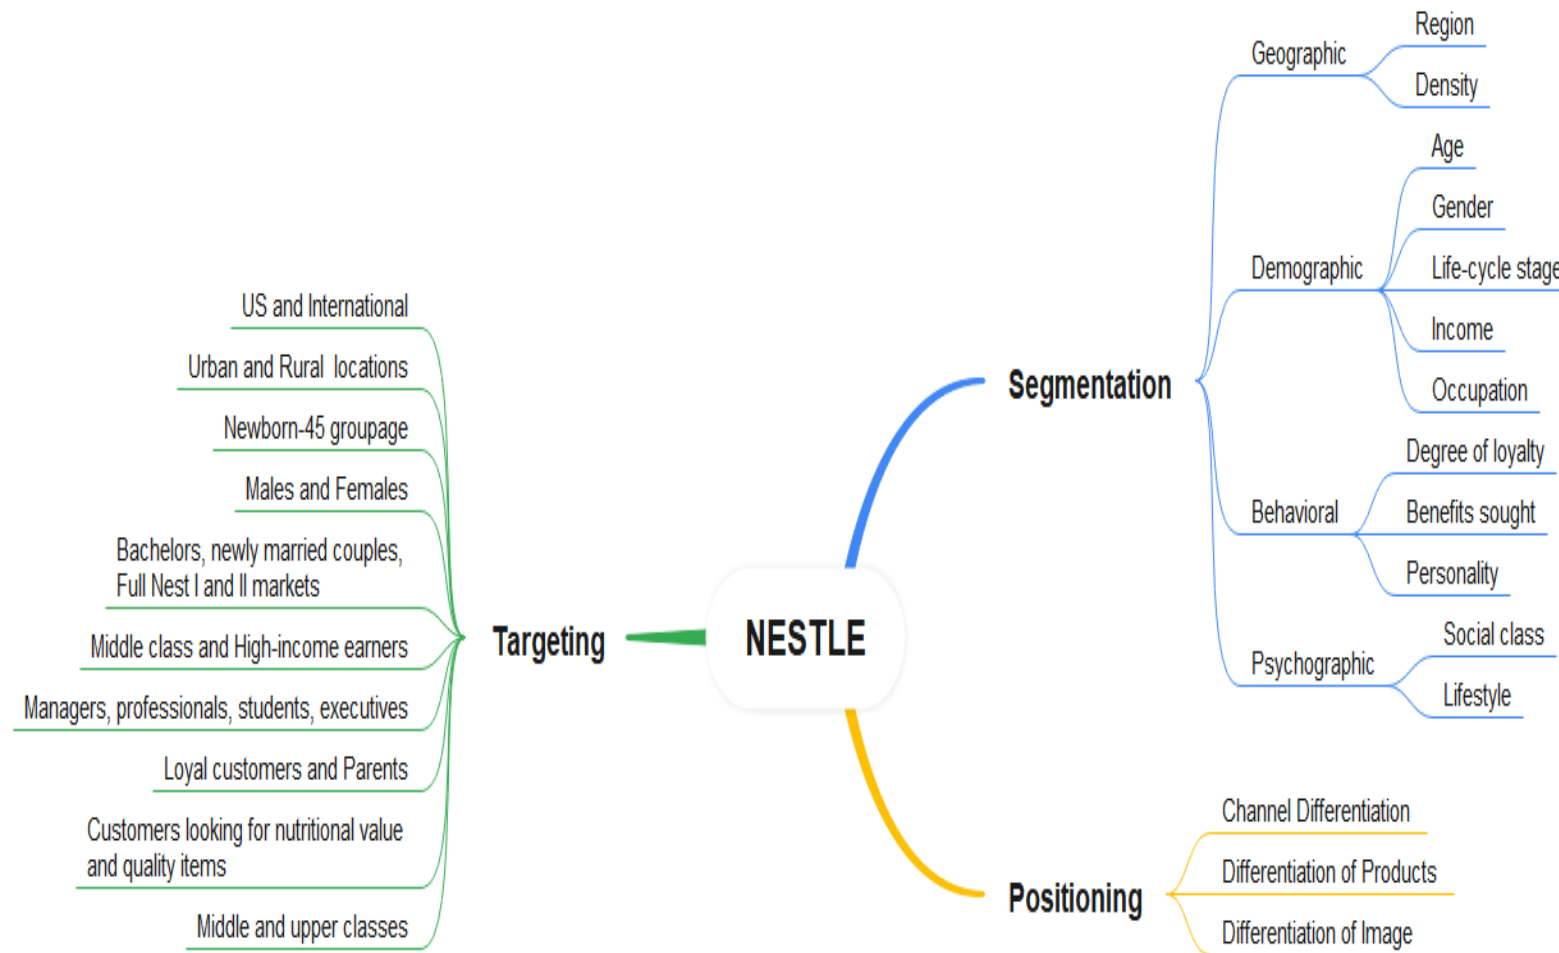 NESTLE
Segmentation
Geographic
Region
Density
Demographic
Age
Gender
Life-cycle stage
Income
Occupation
Behavioral
Degree of loyalty
Benefits sought
Personality
Psychographic
Social class
Lifestyle
Positioning
Channel Differentiation
Differentiation of Products
Differentiation of Image
Targeting
US and International
Urban and Rural locations
Newborn-45 groupage
Males and Females
Bachelors, newly married couples,
Full Nest I and II markets
Middle class and High-income earners
Managers, professionals, students, executives
Loyal customers and Parents
Customers looking for nutritional value
and quality items
Middle and upper classes